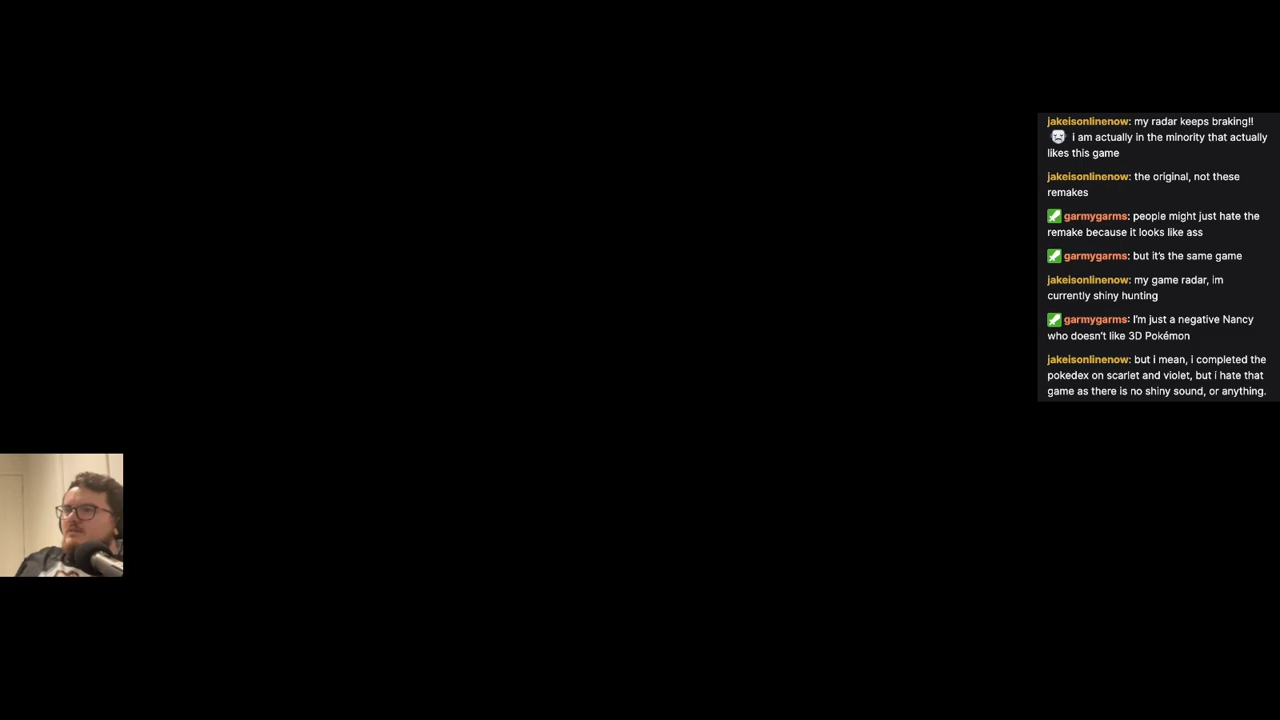 jakeisonlinenow: my radar keeps braking!!
i am actually in the minority that actually
likes this game
jakeisonlinenow: the original, not these
remakes
garmygarms: people might just hate the
remake because it looks like ass
garmygarms: but it's the same game
jakeisonlinenow: my game radar, im
currently shiny hunting
garmygarms: I'm just a negative Nancy
who doesn't like 3D Pokémon
jakeisonlinenow: but i mean, i completed the
pokedex on scarlet and violet, but i hate that
game as there is no shiny sound, or anything.